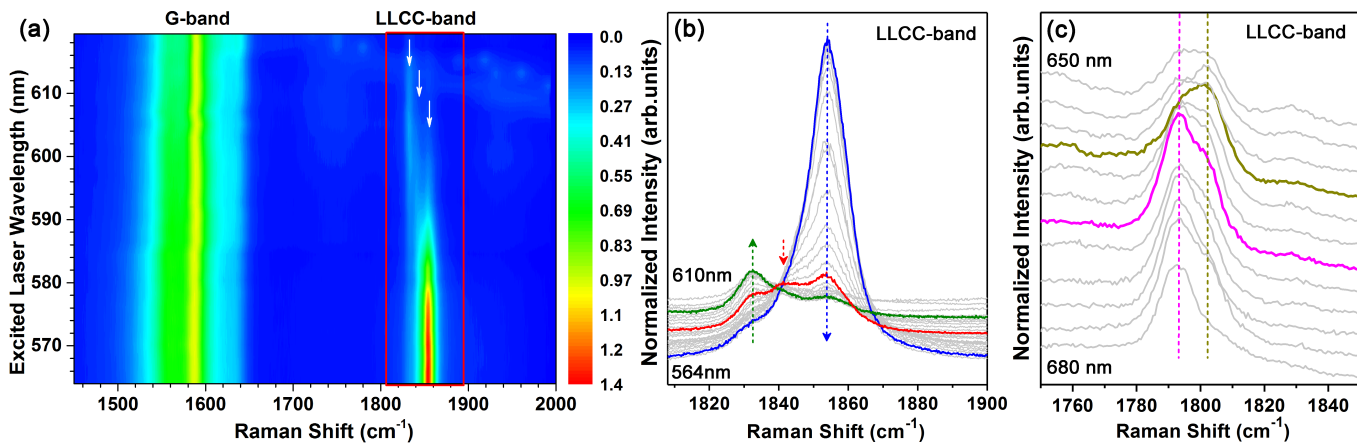 (a)
G-band
LLCC-band
Excited Laser Wavelength (nm)
610
600
590
580
570
1500
1600
1700
1800
1900
2000
Raman Shift (cm-1)
0.0
0.13
0.27
0.41
0.55
0.69
0.83
0.97
1.1
1.2
1.4
(b)
LLCC-band
Normalized Intensity (arb.units)
610nm
564nm
1820
1840
1860
1880
1900
Raman Shift (cm-1)
(c)
LLCC-band
Normalized Intensity (arb.units)
650 nm
680 nm
1760
1780
1800
1820
1840
Raman Shift (cm-1)